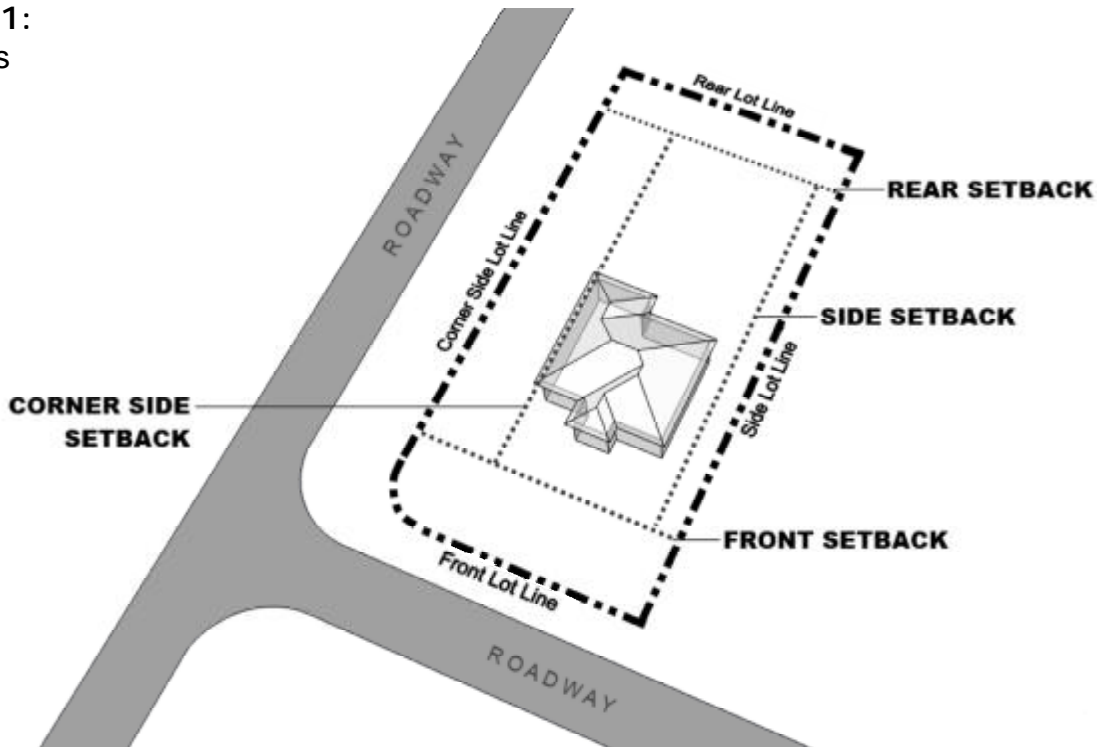 1:
s
Rear Lot Line
ROADWAY
REAR SETBACK
Corner Side Lot Line
SIDE SETBACK
Side Lot Line
CORNER SIDE
SETBACK
FRONT SETBACK
Front Lot Line
ROADWAY